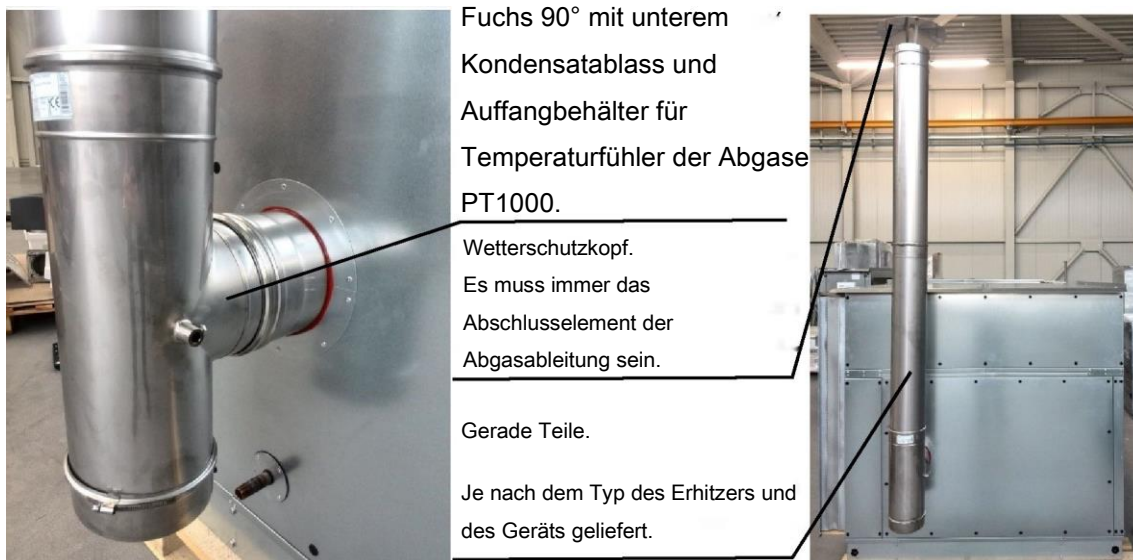 Fuchs 90° mit unterem
Kondensatablass und
Auffangbehälter für
Temperaturfühler der Abgase
PT1000.
Wetterschutzkopf.
Es muss immer das
Abschlusselement der
Abgasableitung sein.
Gerade Teile.
Je nach dem Typ des Erhitzers und
des Geräts geliefert.